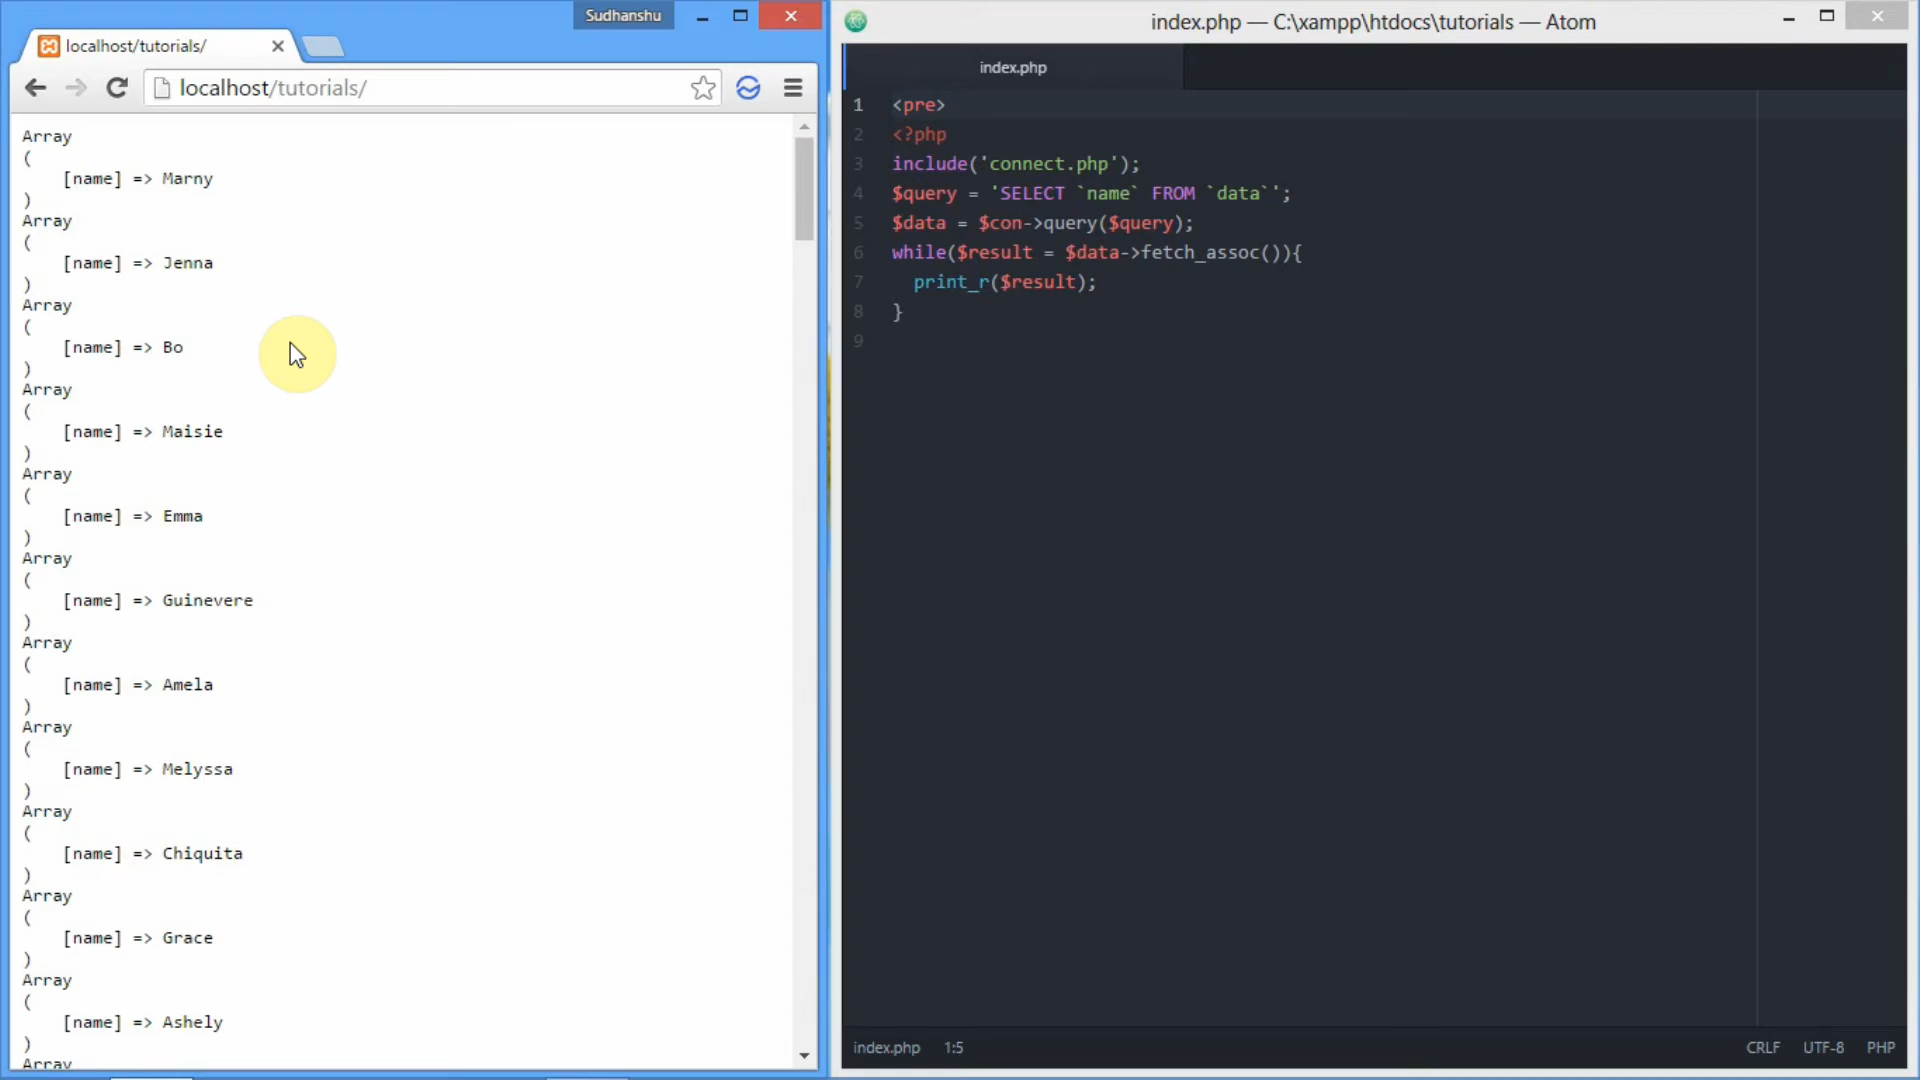 Sudhanshu
localhost/tutorials/
localhost/tutorials/
Array
(
    [name] => Marny
)
Array
(
    [name] => Jenna
)
Array
(
    [name] => Bo
)
Array
(
    [name] => Maisie
)
Array
(
    [name] => Emma
)
Array
(
    [name] => Guinevere
)
Array
(
    [name] => Amela
)
Array
(
    [name] => Melyssa
)
Array
(
    [name] => Chiquita
)
Array
(
    [name] => Grace
)
Array
(
    [name] => Ashely
)
Array
index.php — C:\xampp\htdocs\tutorials — Atom
index.php
1 <pre>
2 <?php
3 include('connect.php');
4 $query = 'SELECT `name` FROM `data`';
5 $data = $con->query($query);
6 while($result = $data->fetch_assoc()){
7   print_r($result);
8 }
9
index.php 1:5 CRLF UTF-8 PHP